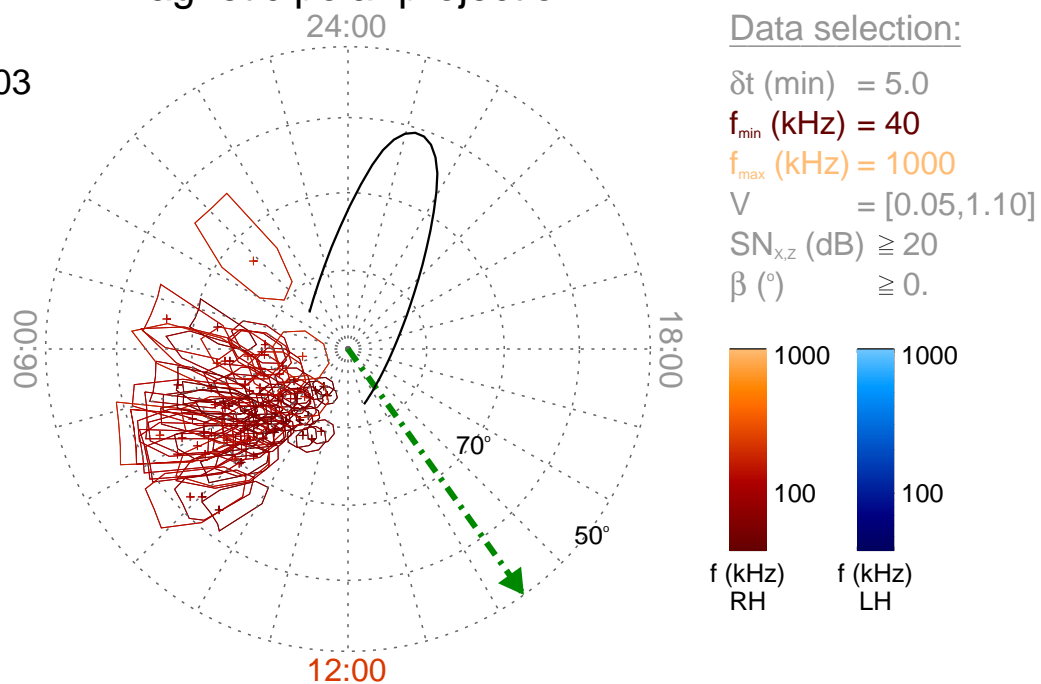 24:00
03
06:00
18:00
70°
50°
12:00
Data selection:
δt (min) = 5.0
fmin (kHz) = 40
fmax (kHz) = 1000
V = [0.05,1.10]
SNx,z (dB) ≧ 20
β (°) ≧ 0.
1000 1000
100 100
f (kHz) f (kHz)
RH LH